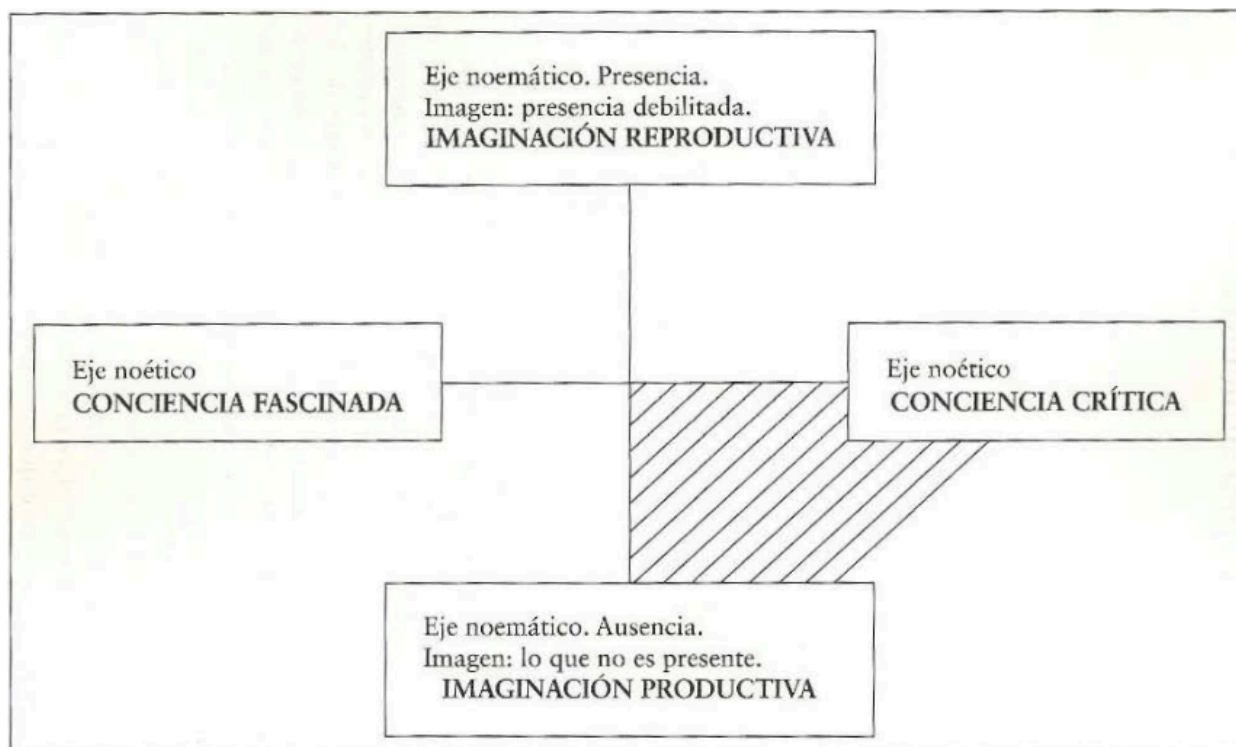 Eje noemático. Presencia.
Imagen: presencia debilitada.
IMAGINACIÓN REPRODUCTIVA
Eje noético
CONCIENCIA FASCINADA
Eje noético
CONCIENCIA CRÍTICA
Eje noemático. Ausencia.
Imagen: lo que no es presente.
IMAGINACIÓN PRODUCTIVA